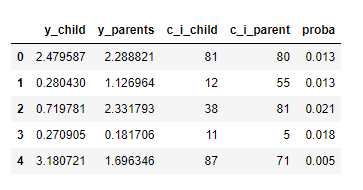 y_child y_parents c_i_child c_i_parent proba
0 2.479587 2.288821 81 80 0.013
1 0.280430 1.126964 12 55 0.013
2 0.719781 2.331793 38 81 0.021
3 0.270905 0.181706 11 5 0.018
4 3.180721 1.696346 87 71 0.005